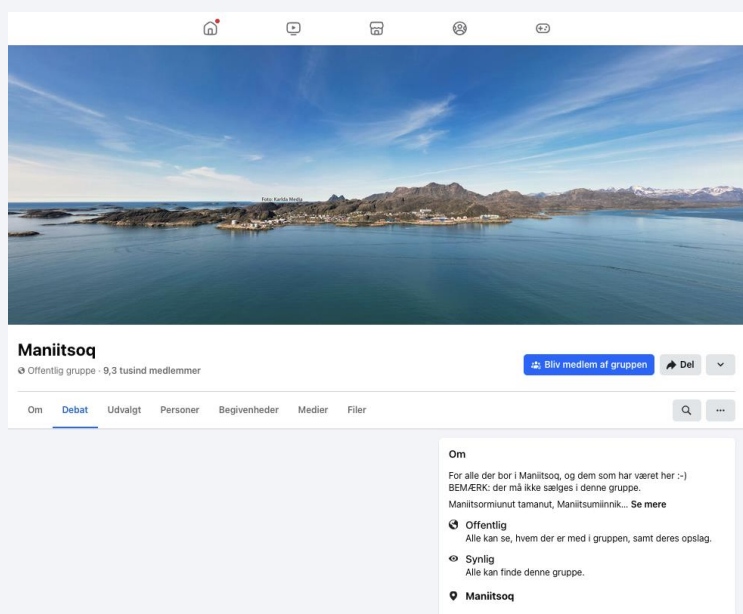 Foto: Karlda Media
Maniitsoq
Offentlig gruppe · 9,3 tusind medlemmer
Bliv medlem af gruppen
Del
Om Debat Udvalgt Personer Begivenheder Medier Filer
Om
For alle der bor i Maniitsoq, og dem som har været her :-)
BEMÆRK: der må ikke sælges i denne gruppe.
Maniitsormiunut tamanut, Maniitsumiinnik... Se mere
Offentlig
Alle kan se, hvem der er med i gruppen, samt deres opslag.
Synlig
Alle kan finde denne gruppe.
Maniitsoq